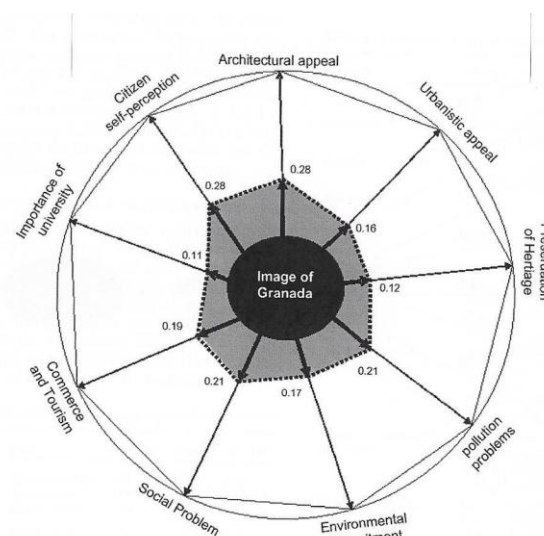 Architectural appeal
Citizen
self-perception
Urbanistic appeal
0.28
0.28
0.16
Importance of
university
of Hertiage
0.11
Image of
Granada
0.12
0.19
0.21
0.21
0.17
Commerce
and Tourism
pollution
problems
Social Problem
Environmental